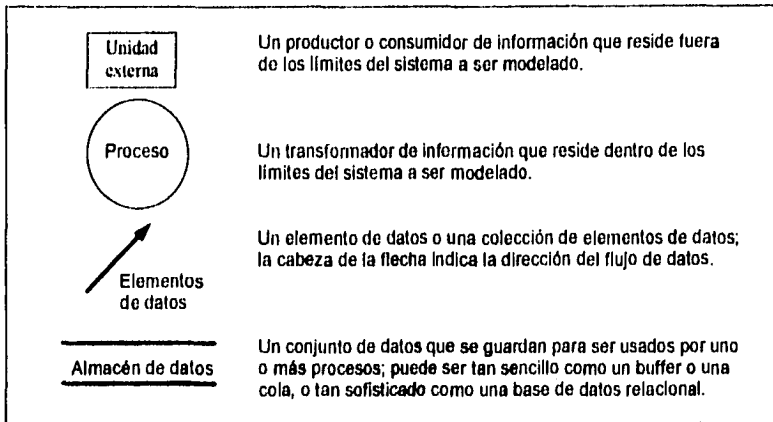 Unidad
externa
Un productor o consumidor de información que reside fuera
de los límites del sistema a ser modelado.
Proceso
Un transformador de información que reside dentro de los
límites del sistema a ser modelado.
Un elemento de datos o una colección de elementos de datos;
la cabeza de la flecha indica la dirección del flujo de datos.
Elementos
de datos
Almacén de datos
Un conjunto de datos que se guardan para ser usados por uno
o más procesos; puede ser tan sencillo como un buffer o una
cola, o tan sofisticado como una base de datos relacional.